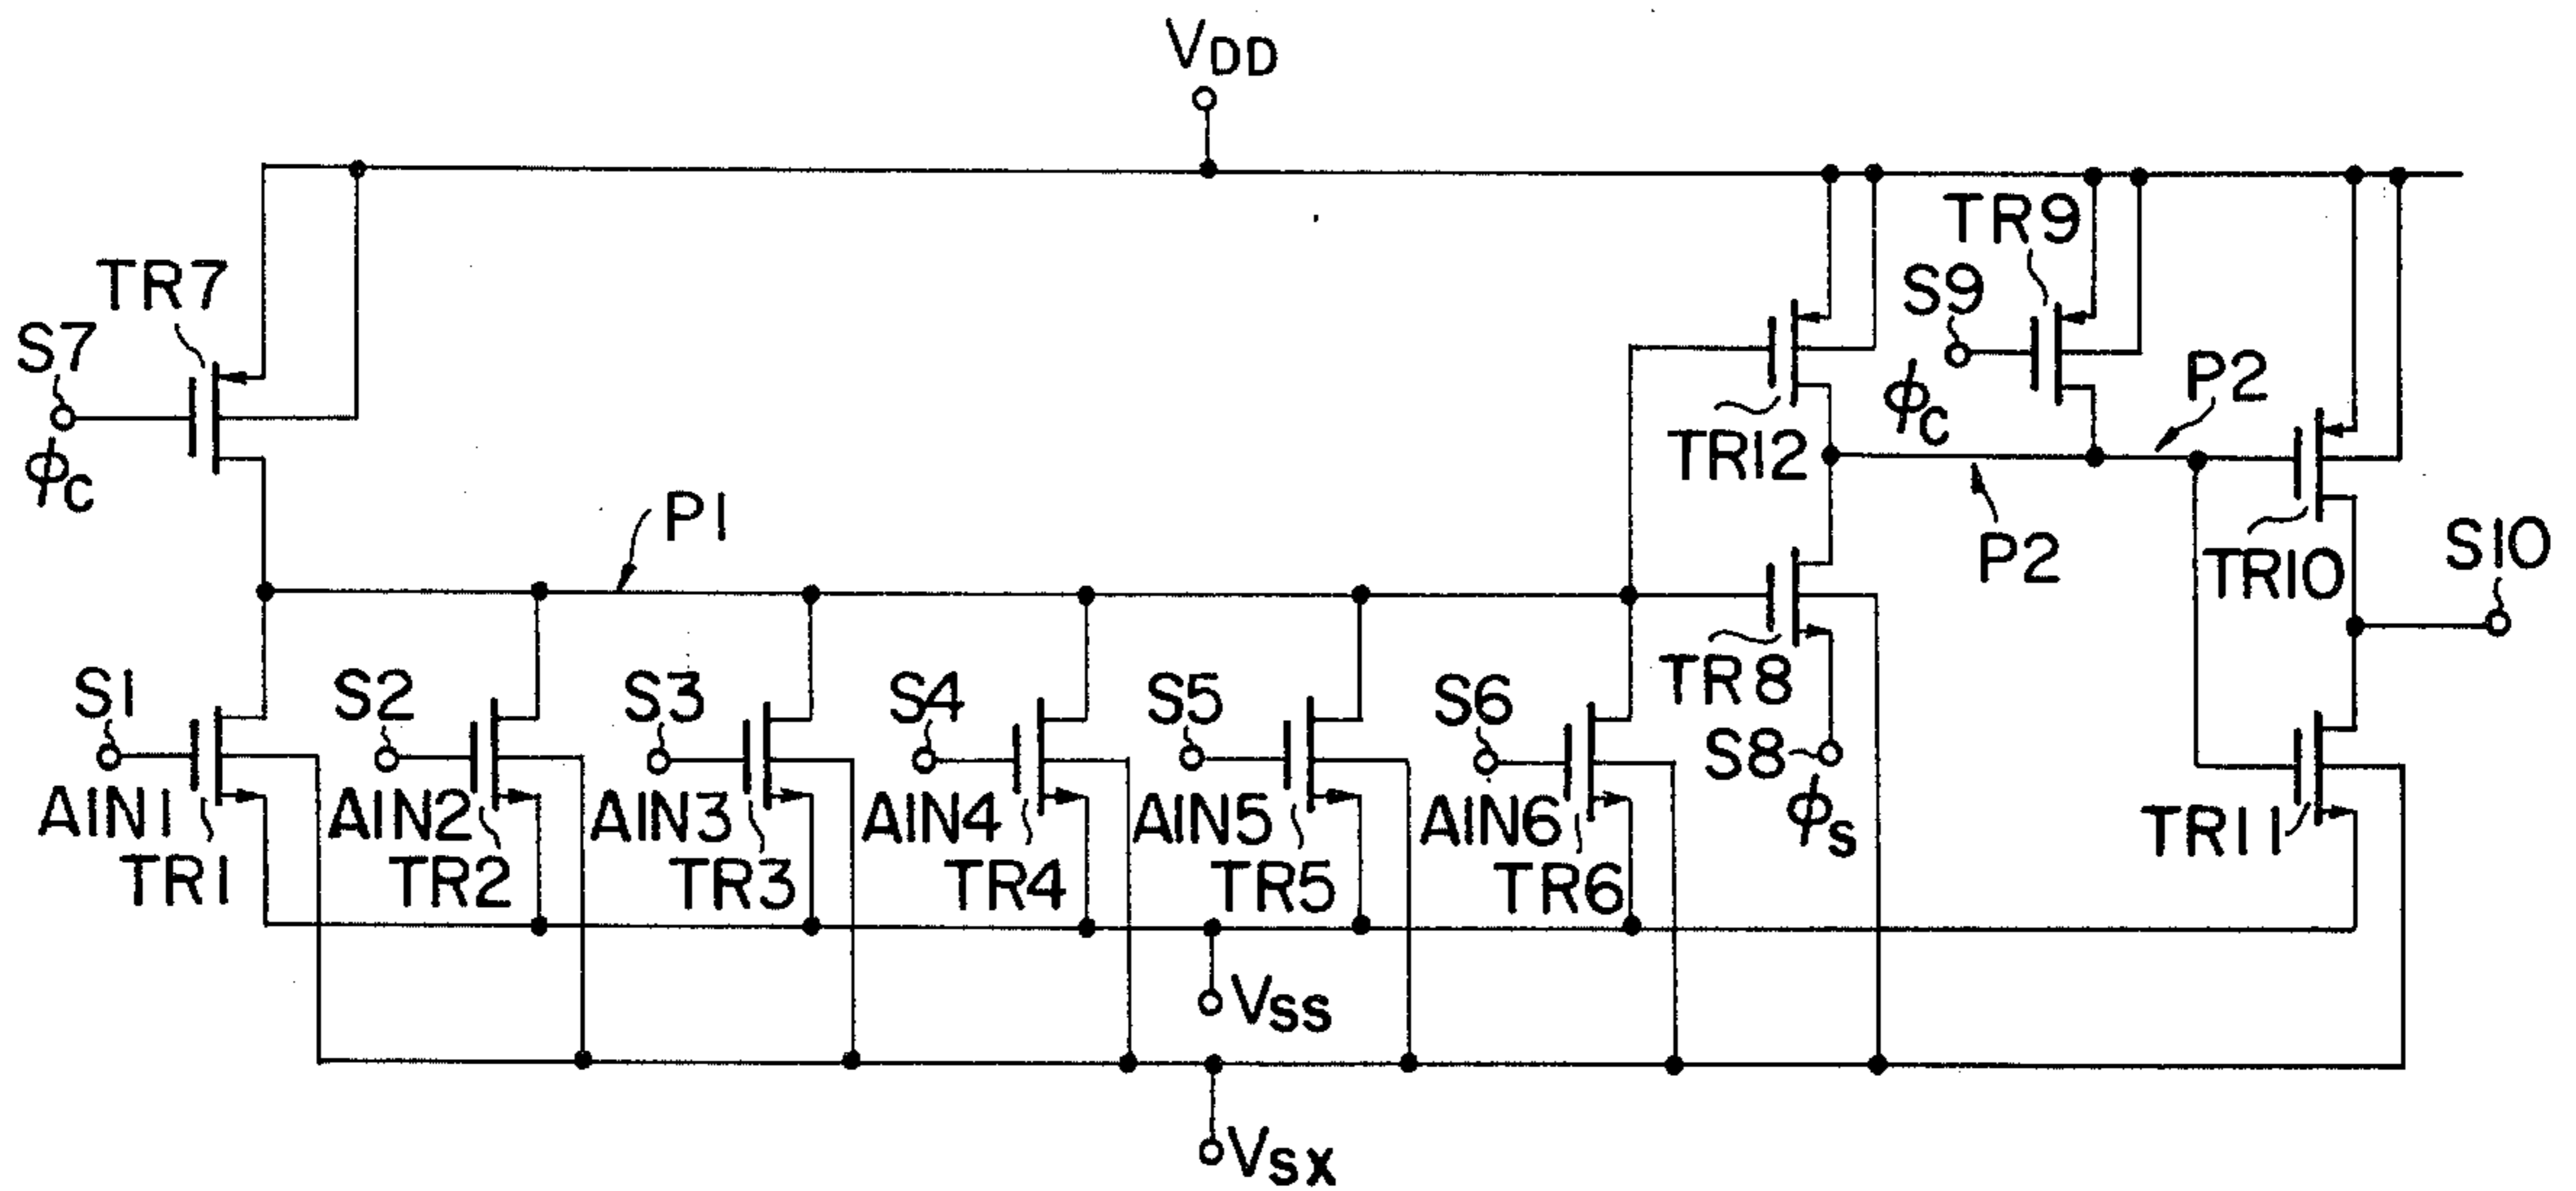 VDD
TR9
S9
TR7
S7
ϕC
P2
ϕC
TR12
P1
P2
S10
TR10
S1
S2
S3
S4
S5
S6
TR8
S8
AIN1
AIN2
AIN3
AIN4
AIN5
AIN6
ϕS
TR11
TR1
TR2
TR3
TR4
TR5
TR6
VSS
VSX